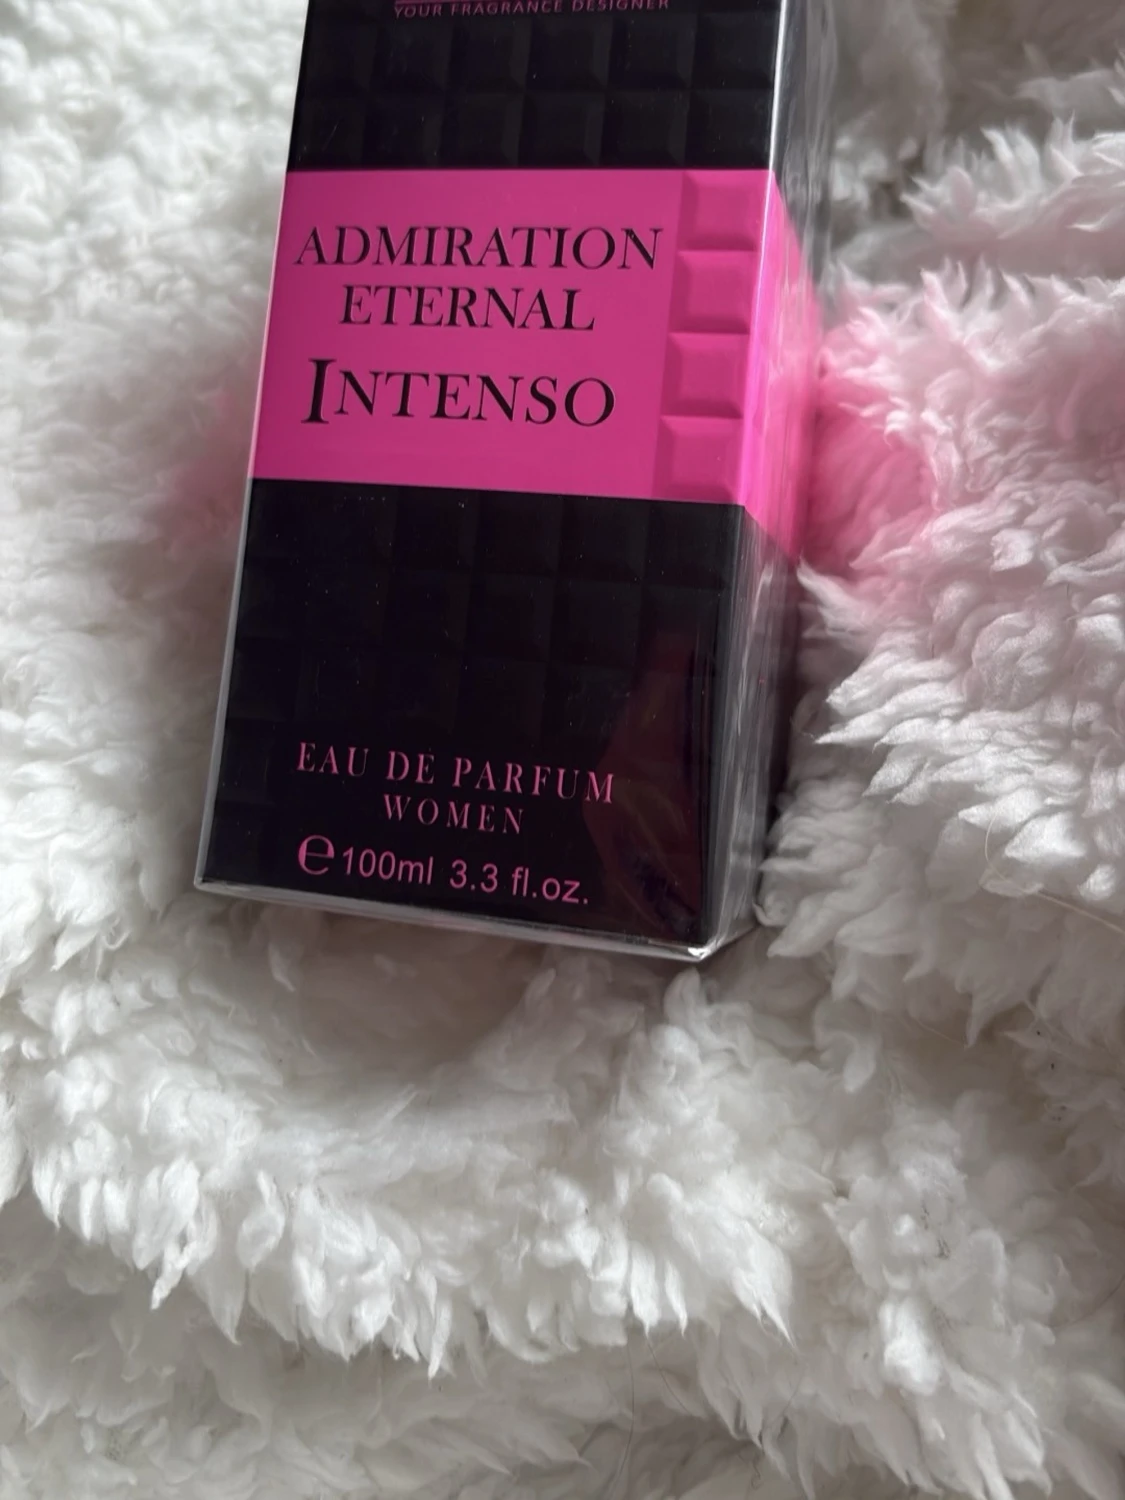 YOUR FRAGRANCE DESIGNER
ADMIRATION
ETERNAL
INTENSO
EAU DE PARFUM
WOMEN
℮ 100ml 3.3 fl.oz.